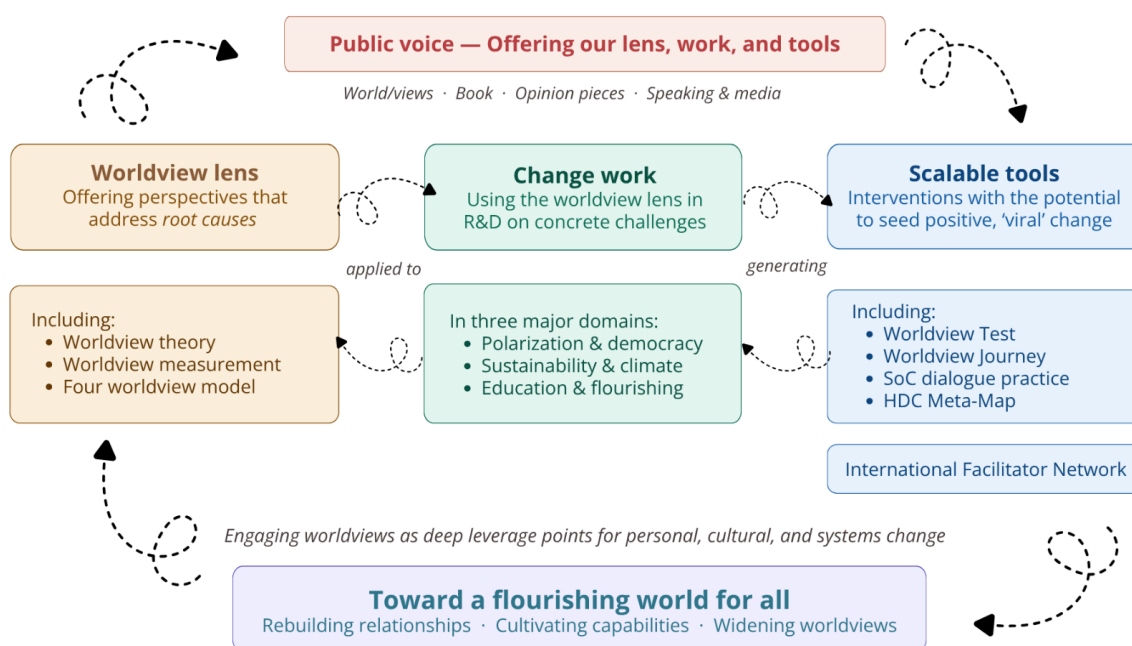 Public voice — Offering our lens, work, and tools
World/views · Book · Opinion pieces · Speaking & media
Worldview lens
Offering perspectives that
address root causes
applied to
Change work
Using the worldview lens in
R&D on concrete challenges
generating
Scalable tools
Interventions with the potential
to seed positive, ‘viral’ change
Including:
• Worldview theory
• Worldview measurement
• Four worldview model
In three major domains:
• Polarization & democracy
• Sustainability & climate
• Education & flourishing
Including:
• Worldview Test
• Worldview Journey
• SoC dialogue practice
• HDC Meta-Map
International Facilitator Network
Engaging worldviews as deep leverage points for personal, cultural, and systems change
Toward a flourishing world for all
Rebuilding relationships · Cultivating capabilities · Widening worldviews